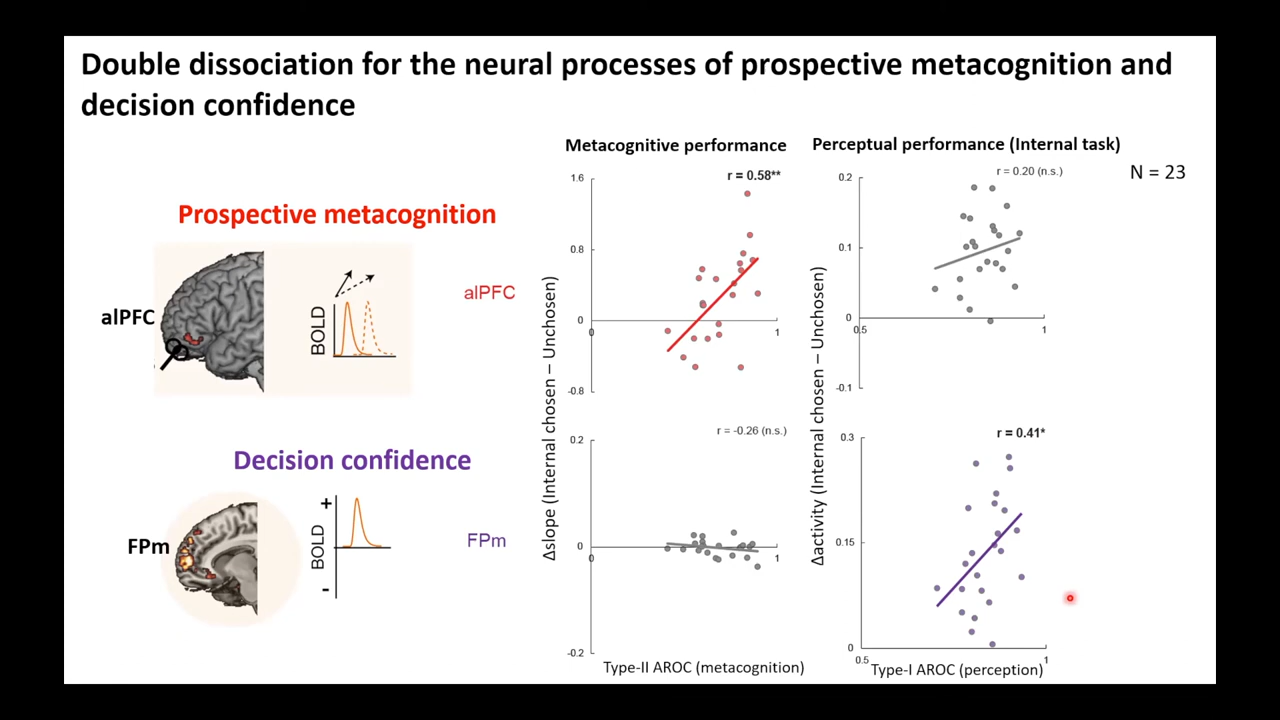 Double dissociation for the neural processes of prospective metacognition and
decision confidence
Metacognitive performance
Perceptual performance (Internal task)
N = 23
Prospective metacognition
alPFC
BOLD
alPFC
Decision confidence
FPm
+
BOLD
-
FPm
Δslope (Internal chosen – Unchosen)
r = 0.58**
1.6
0.8
0
-0.8
0
1
r = -0.26 (n.s.)
0.2
0
-0.2
0
1
Type-II AROC (metacognition)
Δactivity (Internal chosen – Unchosen)
r = 0.20 (n.s.)
0.2
0.1
0
-0.1
0.5
1
r = 0.41*
0.3
0.15
0
0.5
1
Type-I AROC (perception)